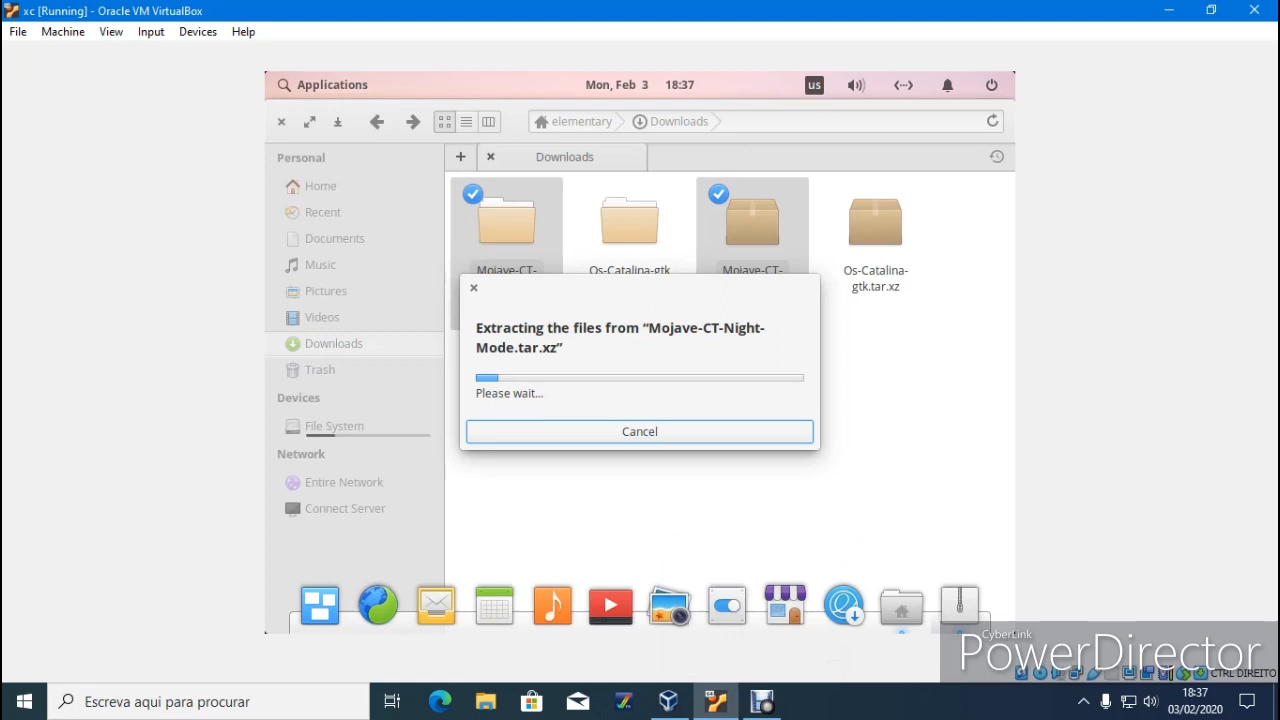 xc [Running] - Oracle VM VirtualBox
File Machine View Input Devices Help
Applications
Mon, Feb 3 18:37
us
elementary
Downloads
Downloads
Personal
Home
Recent
Documents
Music
Pictures
Videos
Downloads
Trash
Devices
File System
Network
Entire Network
Connect Server
Mojave-CT-
Os-Catalina-gtk
Mojave-CT-
Os-Catalina-
gtk.tar.xz
Extracting the files from “Mojave-CT-Night-
Mode.tar.xz”
Please wait...
Cancel
CyberLink
PowerDirector
CTRL DIREITO
Escreva aqui para procurar
18:37
03/02/2020